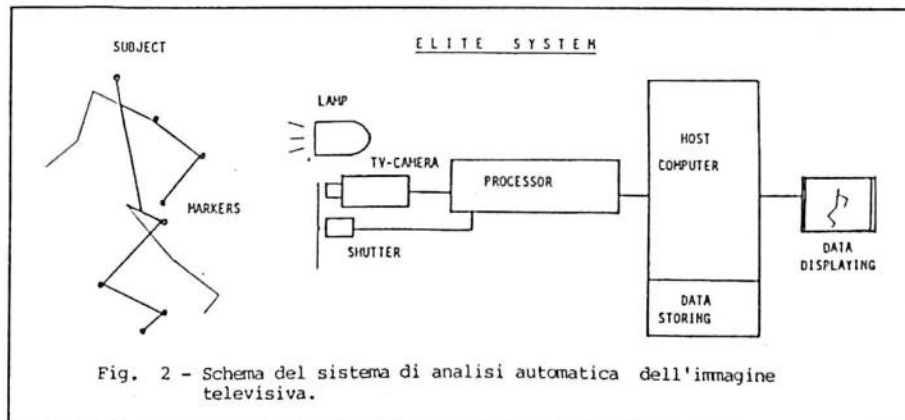 ELITE SYSTEM
SUBJECT
LAMP
TV-CAMERA
PROCESSOR
HOST
COMPUTER
MARKERS
SHUTTER
DATA
DISPLAYING
DATA
STORING
Fig. 2 - Schema del sistema di analisi automatica dell'immagine
televisiva.